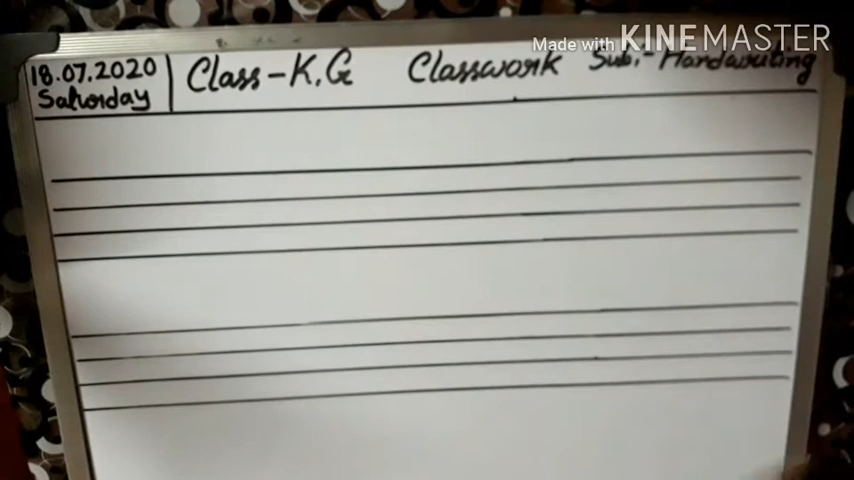 Made with KINEMASTER
18.07.2020 Class-K.G Classwork Sub:- Handwriting
Saturday